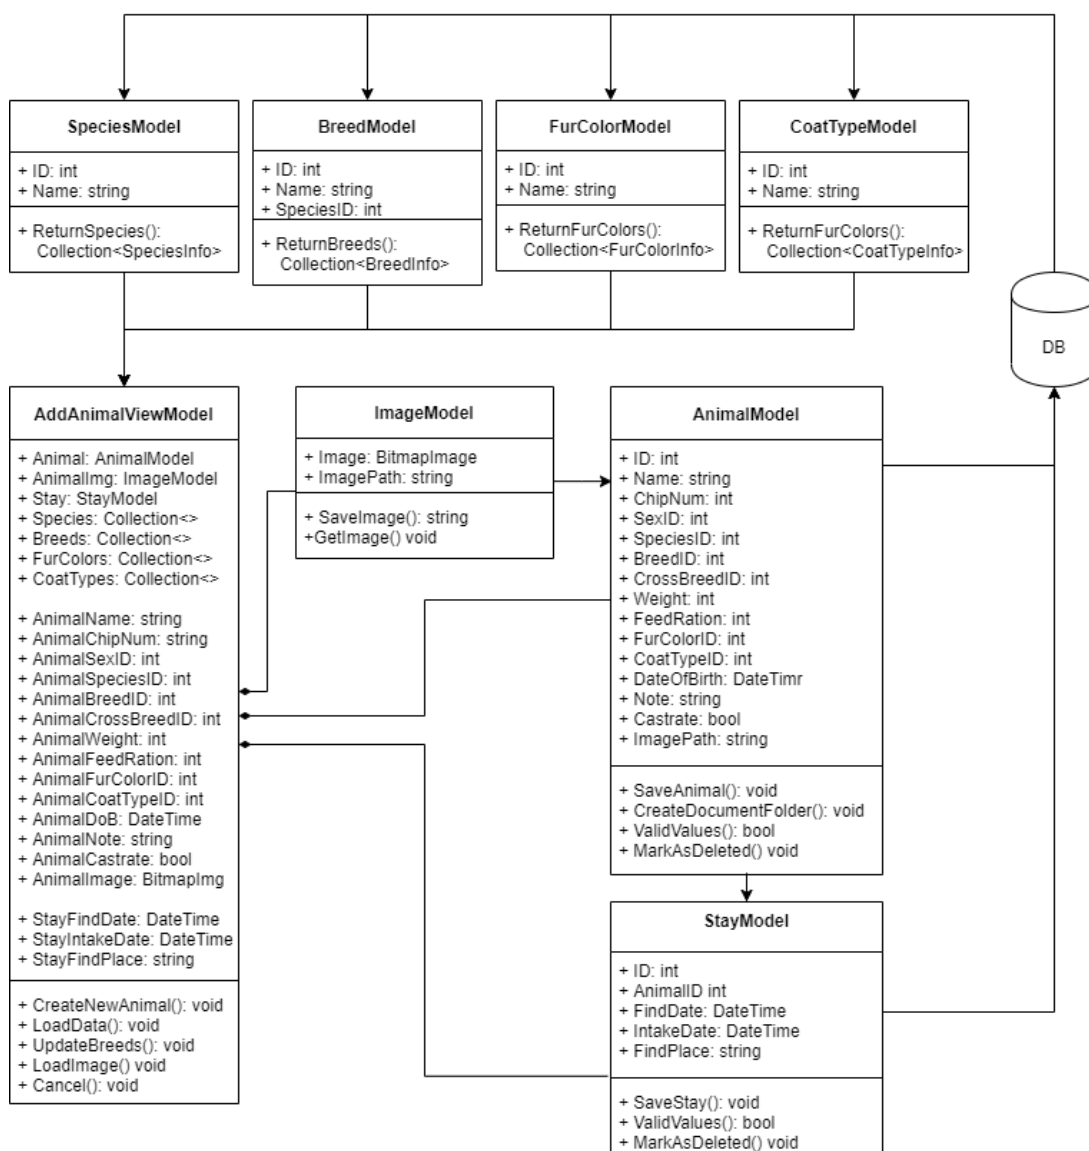 SpeciesModel
+ ID: int
+ Name: string
+ ReturnSpecies():
Collection<SpeciesInfo>
BreedModel
+ ID: int
+ Name: string
+ SpeciesID: int
+ ReturnBreeds():
Collection<BreedInfo>
FurColorModel
+ ID: int
+ Name: string
+ ReturnFurColors():
Collection<FurColorInfo>
CoatTypeModel
+ ID: int
+ Name: string
+ ReturnFurColors():
Collection<CoatTypeInfo>
DB
AddAnimalViewModel
+ Animal: AnimalModel
+ AnimalImg: ImageModel
+ Stay: StayModel
+ Species: Collection<>
+ Breeds: Collection<>
+ FurColors: Collection<>
+ CoatTypes: Collection<>
+ AnimalName: string
+ AnimalChipNum: string
+ AnimalSexID: int
+ AnimalSpeciesID: int
+ AnimalBreedID: int
+ AnimalCrossBreedID: int
+ AnimalWeight: int
+ AnimalFeedRation: int
+ AnimalFurColorID: int
+ AnimalCoatTypeID: int
+ AnimalDoB: DateTime
+ AnimalNote: string
+ AnimalCastrate: bool
+ AnimalImage: BitmapImg
+ StayFindDate: DateTime
+ StayIntakeDate: DateTime
+ StayFindPlace: string
+ CreateNewAnimal(): void
+ LoadData(): void
+ UpdateBreeds(): void
+ LoadImage() void
+ Cancel(): void
ImageModel
+ Image: BitmapImage
+ ImagePath: string
+ SaveImage(): string
+GetImage() void
AnimalModel
+ ID: int
+ Name: string
+ ChipNum: int
+ SexID: int
+ SpeciesID: int
+ BreedID: int
+ CrossBreedID: int
+ Weight: int
+ FeedRation: int
+ FurColorID: int
+ CoatTypeID: int
+ DateOfBirth: DateTimr
+ Note: string
+ Castrate: bool
+ ImagePath: string
+ SaveAnimal(): void
+ CreateDocumentFolder(): void
+ ValidValues(): bool
+ MarkAsDeleted() void
StayModel
+ ID: int
+ AnimalID int
+ FindDate: DateTime
+ IntakeDate: DateTime
+ FindPlace: string
+ SaveStay(): void
+ ValidValues(): bool
+ MarkAsDeleted() void